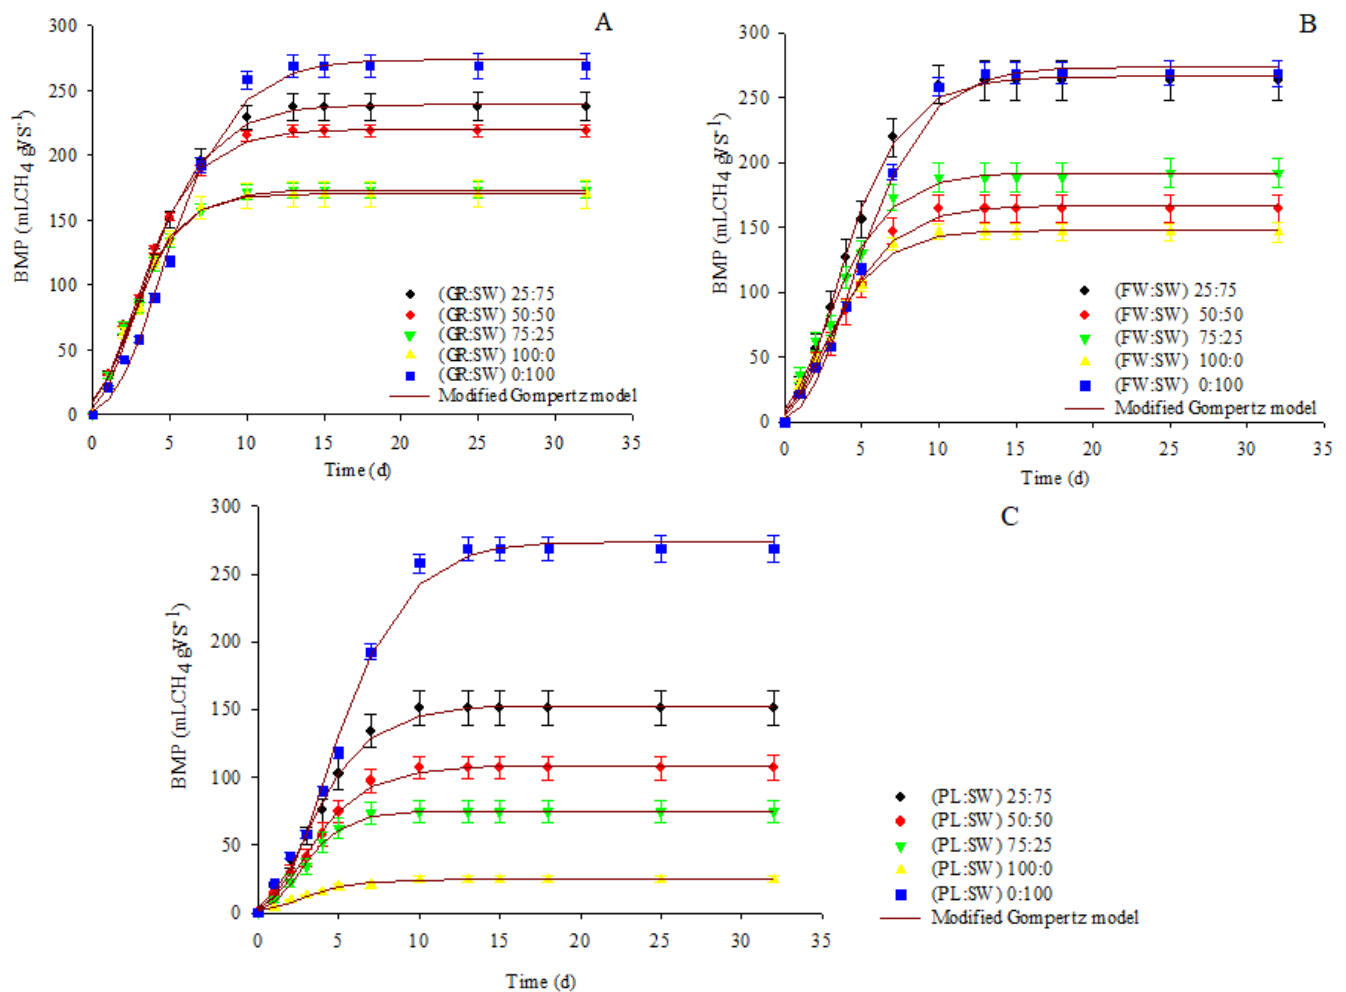 A
300
250
200
150
100
50
0
BMP (mLCH4 gVS-1)
(GR:SW) 25:75
(GR:SW) 50:50
(GR:SW) 75:25
(GR:SW) 100:0
(GR:SW) 0:100
Modified Gompertz model
0 5 10 15 20 25 30 35
Time (d)
B
300
250
200
150
100
50
0
BMP (mLCH4 gVS-1)
(FW:SW) 25:75
(FW:SW) 50:50
(FW:SW) 75:25
(FW:SW) 100:0
(FW:SW) 0:100
Modified Gompertz model
0 5 10 15 20 25 30 35
Time (d)
C
300
250
200
150
100
50
0
BMP (mLCH4 gVS-1)
(PL:SW) 25:75
(PL:SW) 50:50
(PL:SW) 75:25
(PL:SW) 100:0
(PL:SW) 0:100
Modified Gompertz model
0 5 10 15 20 25 30 35
Time (d)